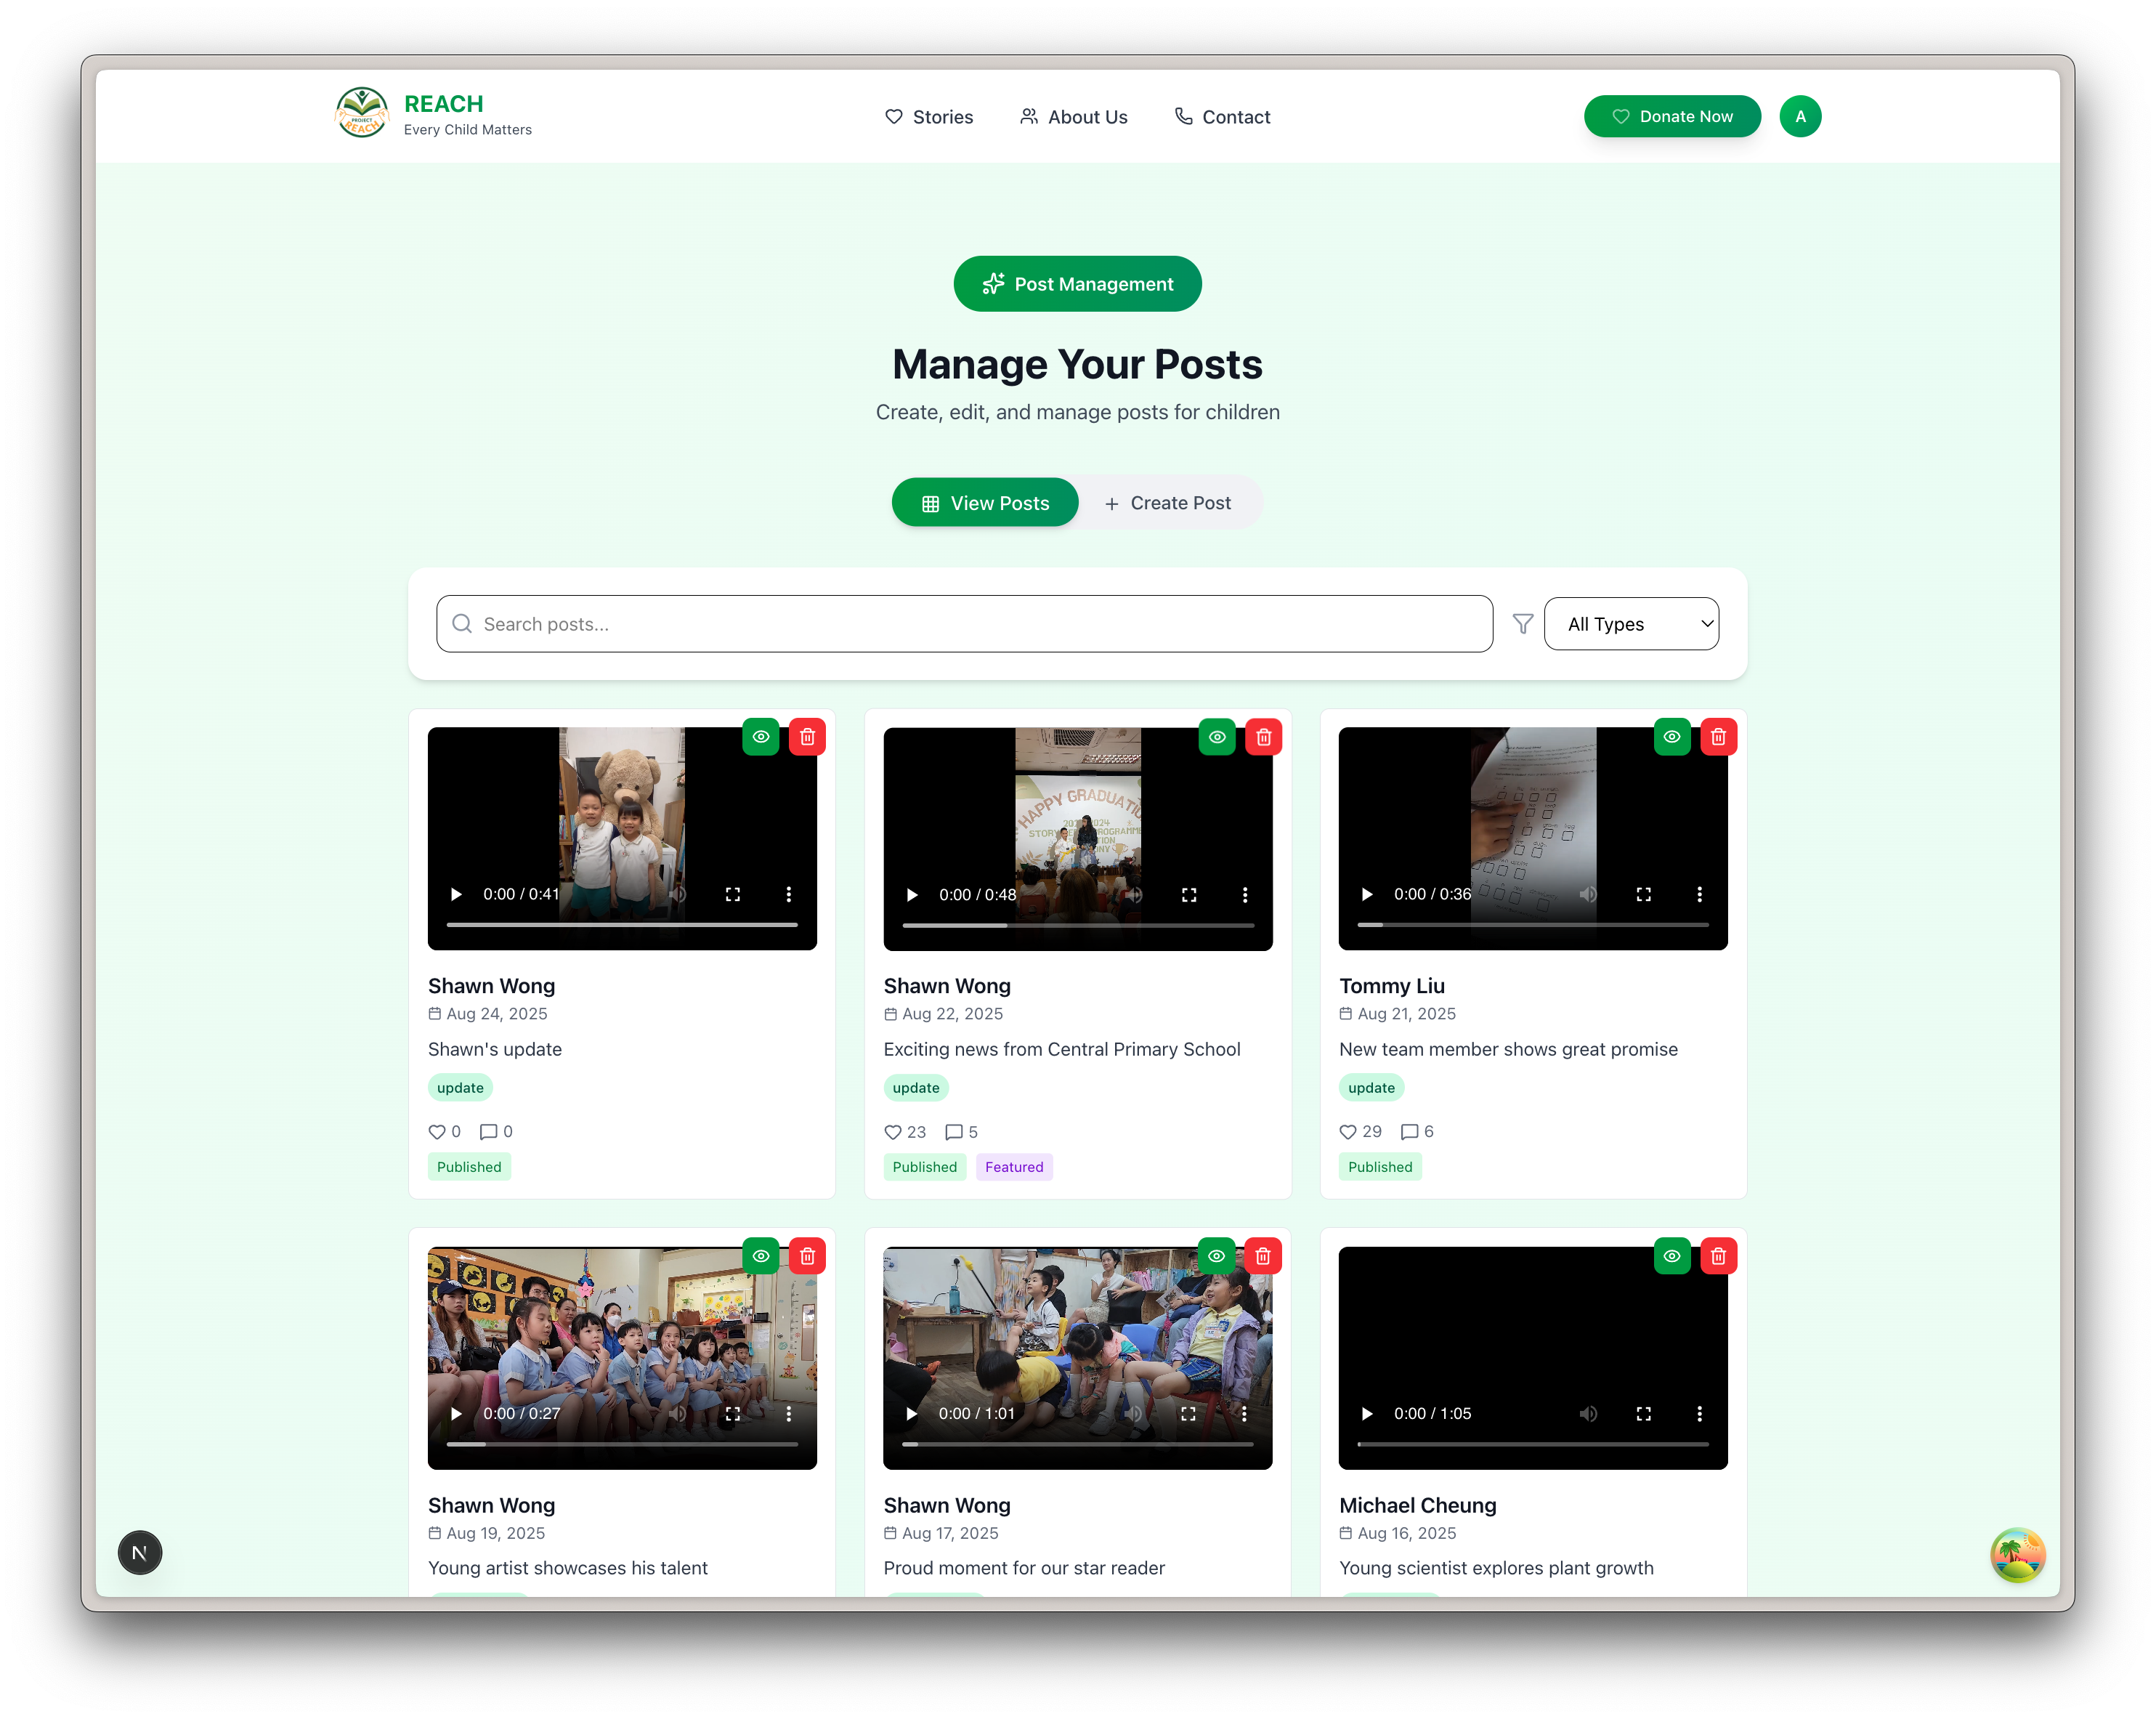 REACH
Every Child Matters
PROJECT
REACH
Stories
About Us
Contact
Donate Now
A
Post Management
Manage Your Posts
Create, edit, and manage posts for children
View Posts
Create Post
Search posts...
All Types
0:00 / 0:41
HAPPY GRADUATIO
0:00 / 0:48
0:00 / 0:36
Shawn Wong
Aug 24, 2025
Shawn's update
update
0 0
Published
Shawn Wong
Aug 22, 2025
Exciting news from Central Primary School
update
23 5
Published Featured
Tommy Liu
Aug 21, 2025
New team member shows great promise
update
29 6
Published
0:00 / 0:27
0:00 / 1:01
0:00 / 1:05
Shawn Wong
Aug 19, 2025
Young artist showcases his talent
Shawn Wong
Aug 17, 2025
Proud moment for our star reader
Michael Cheung
Aug 16, 2025
Young scientist explores plant growth
N